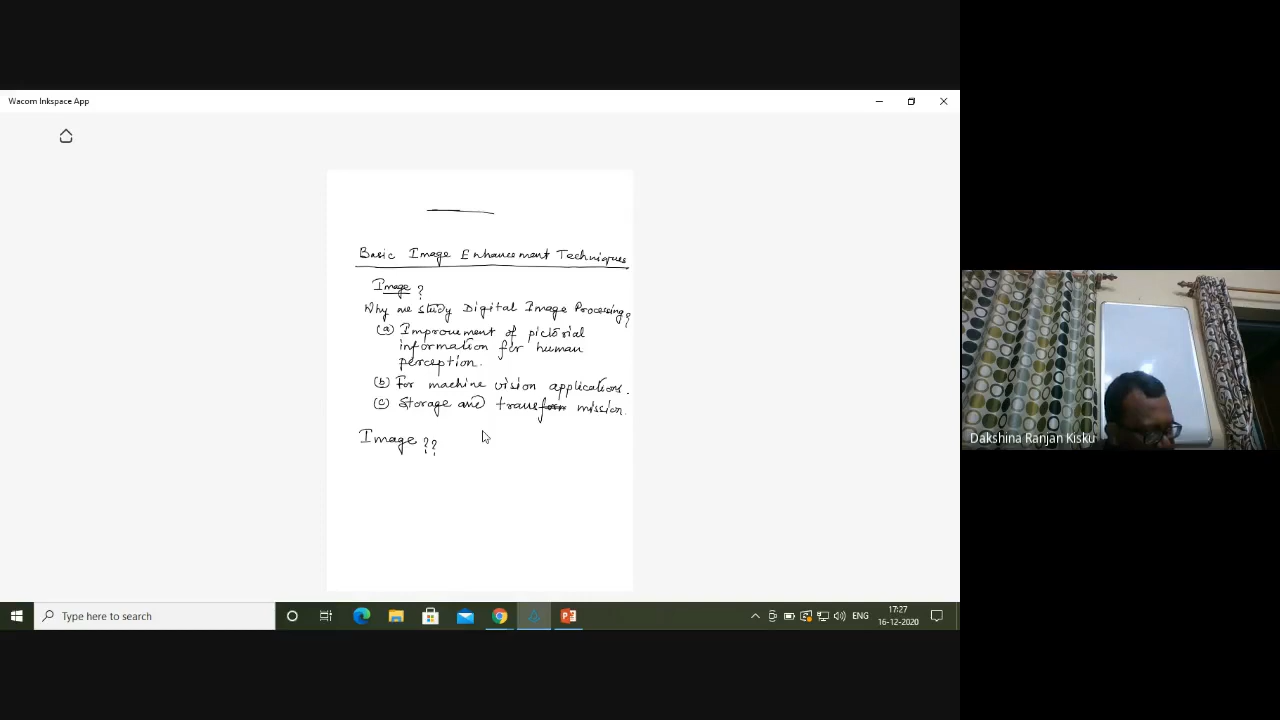 Wacom Inkspace App
Basic Image Enhancement Techniques
Image ?
Why we study Digital Image Processing?
(a) Improvement of pictorial
information for human
perception.
(b) For machine vision applications.
(c) Storage and transmission.
Image ??
Dakshina Ranjan Kisku
Type here to search
ENG
17:27
16-12-2020